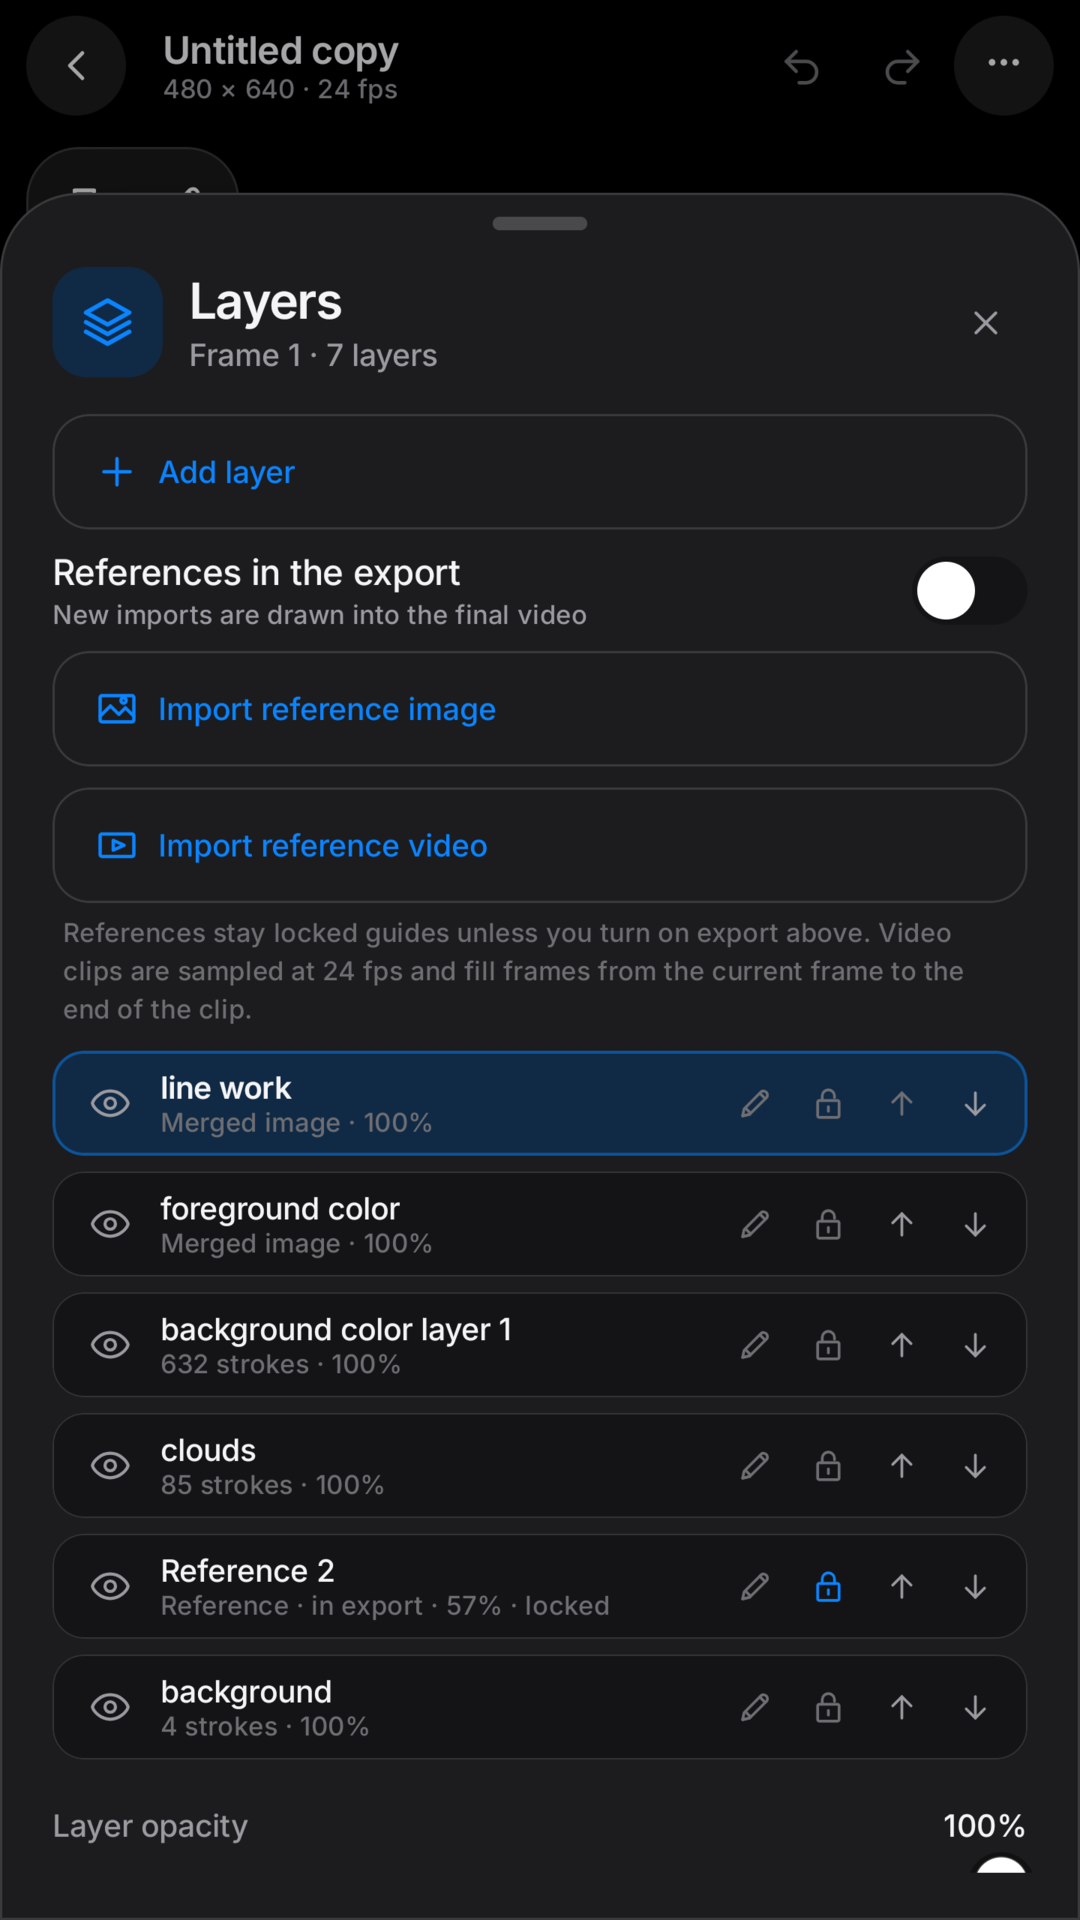 Untitled copy
480 × 640 · 24 fps
Layers
Frame 1 · 7 layers
Add layer
References in the export
New imports are drawn into the final video
Import reference image
Import reference video
References stay locked guides unless you turn on export above. Video
clips are sampled at 24 fps and fill frames from the current frame to the
end of the clip.
line work
Merged image · 100%
foreground color
Merged image · 100%
background color layer 1
632 strokes · 100%
clouds
85 strokes · 100%
Reference 2
Reference · in export · 57% · locked
background
4 strokes · 100%
Layer opacity
100%